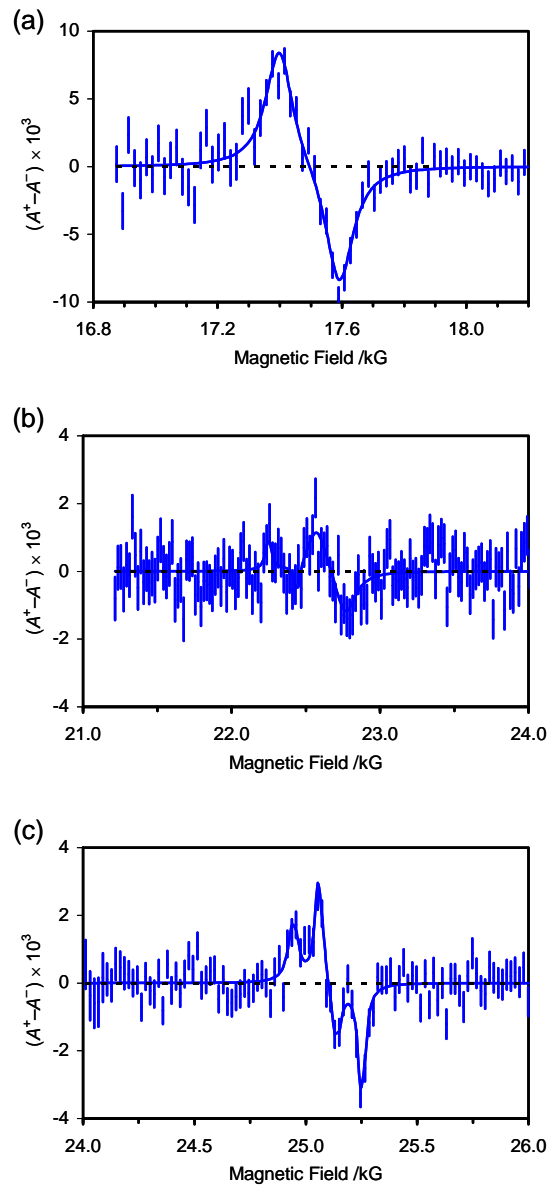 (a)
10
5
0
-5
-10
(A⁺–A⁻) × 10³
16.8 17.2 17.6 18.0
Magnetic Field /kG
(b)
4
2
0
-2
-4
(A⁺–A⁻) × 10³
21.0 22.0 23.0 24.0
Magnetic Field /kG
(c)
4
2
0
-2
-4
(A⁺–A⁻) × 10³
24.0 24.5 25.0 25.5 26.0
Magnetic Field /kG